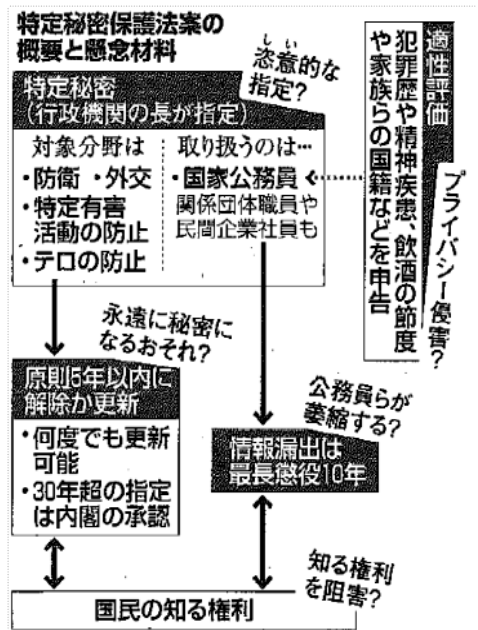 特定秘密保護法案の
概要と懸念材料
しい
恣意的な
指定?
特定秘密
(行政機関の長が指定)
対象分野は
・防衛 ・外交
・特定有害
活動の防止
・テロの防止
取り扱うのは…
・国家公務員
関係団体職員や
民間企業社員も
適性評価
犯罪歴や精神疾患、飲酒の節度
や家族らの国籍などを申告
プライバシー侵害?
永遠に秘密に
なるおそれ?
原則5年以内に
解除か更新
・何度でも更新
可能
・30年超の指定
は内閣の承認
公務員らが
萎縮する?
情報漏出は
最長懲役10年
知る権利
を阻害?
国民の知る権利